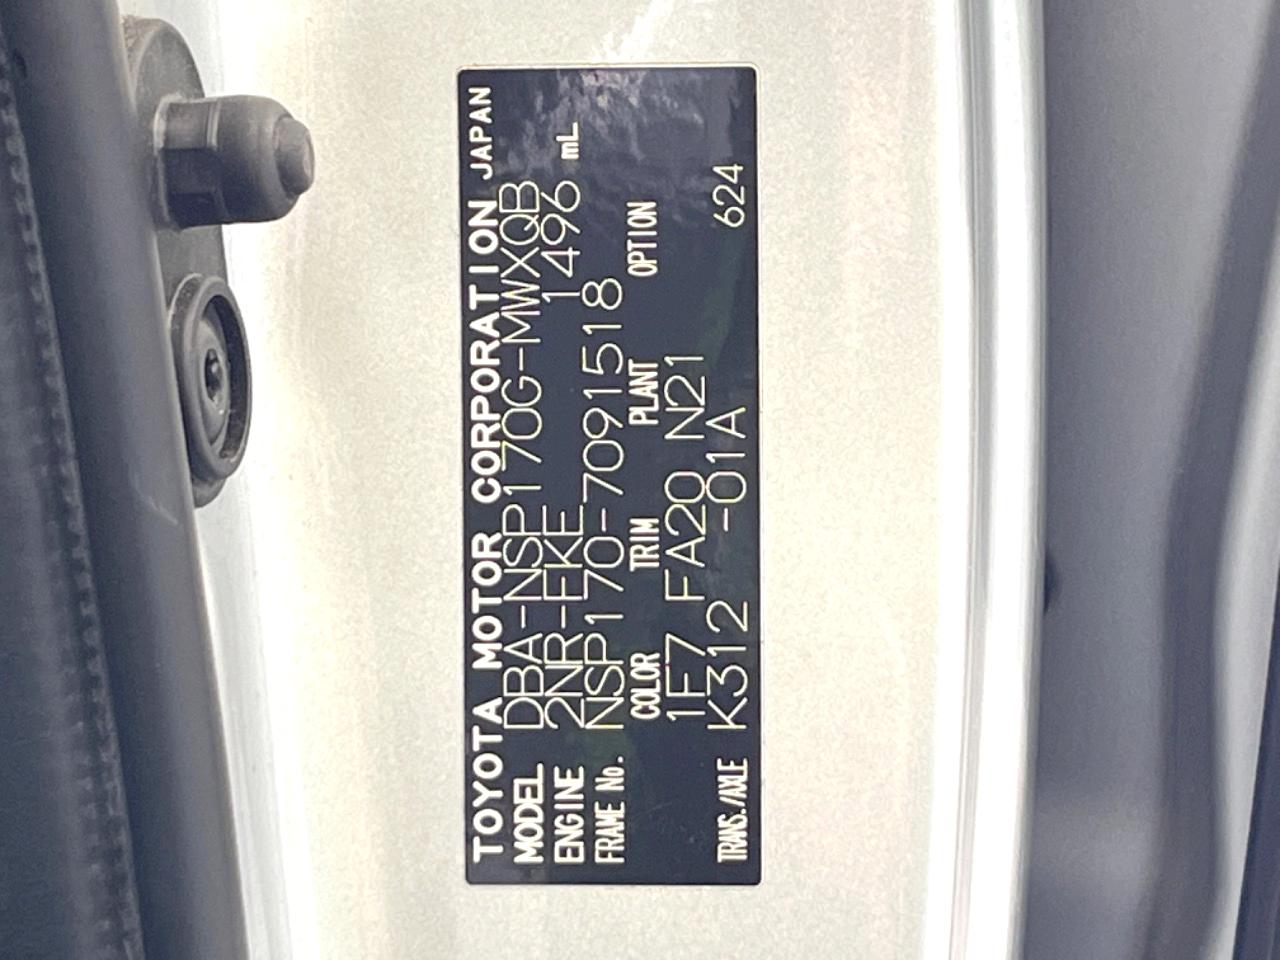 TOYOTA MOTOR CORPORATION JAPAN
MODEL DBA-NSP170G-MWXQB
ENGINE 2NR-FKE 1496 mL
FRAME No. NSP170-7091518
COLOR TRIM PLANT OPTION
1F7 FA20 N21
TRANS./AXLE K312 -01A 624